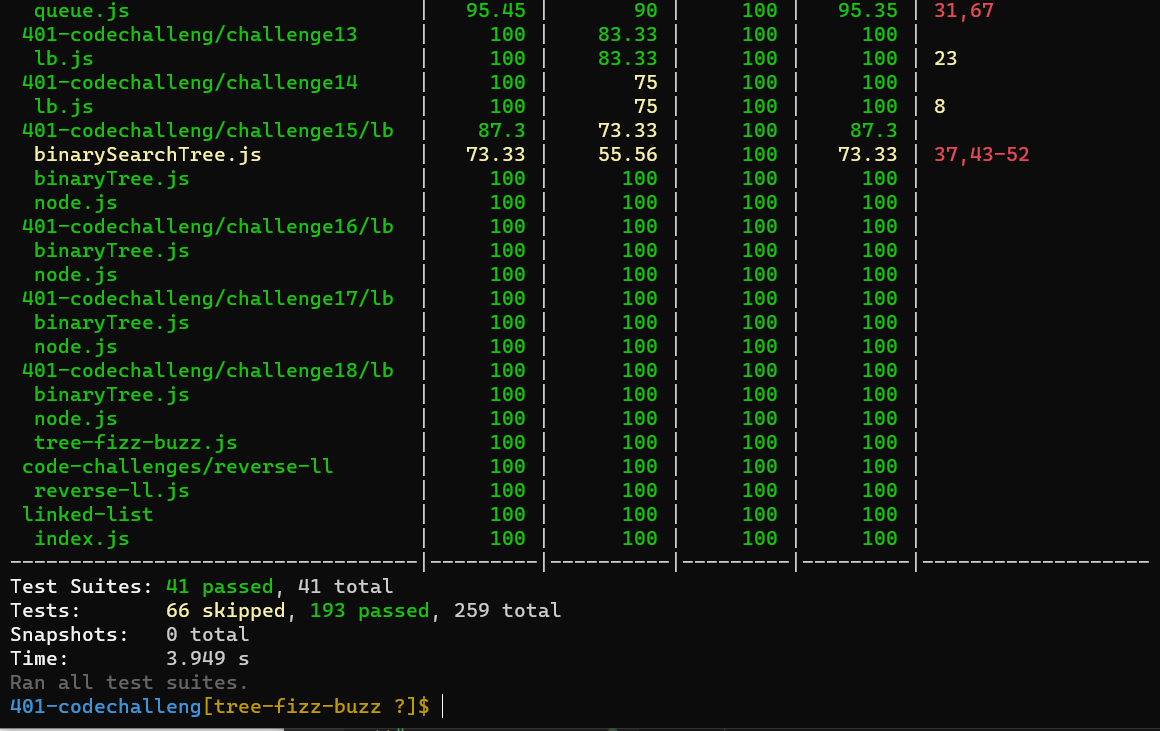 queue.js | 95.45 | 90 | 100 | 95.35 | 31,67
401-codechalleng/challenge13 | 100 | 83.33 | 100 | 100 |
lb.js | 100 | 83.33 | 100 | 100 | 23
401-codechalleng/challenge14 | 100 | 75 | 100 | 100 |
lb.js | 100 | 75 | 100 | 100 | 8
401-codechalleng/challenge15/lb | 87.3 | 73.33 | 100 | 87.3 |
binarySearchTree.js | 73.33 | 55.56 | 100 | 73.33 | 37,43-52
binaryTree.js | 100 | 100 | 100 | 100 |
node.js | 100 | 100 | 100 | 100 |
401-codechalleng/challenge16/lb | 100 | 100 | 100 | 100 |
binaryTree.js | 100 | 100 | 100 | 100 |
node.js | 100 | 100 | 100 | 100 |
401-codechalleng/challenge17/lb | 100 | 100 | 100 | 100 |
binaryTree.js | 100 | 100 | 100 | 100 |
node.js | 100 | 100 | 100 | 100 |
401-codechalleng/challenge18/lb | 100 | 100 | 100 | 100 |
binaryTree.js | 100 | 100 | 100 | 100 |
node.js | 100 | 100 | 100 | 100 |
tree-fizz-buzz.js | 100 | 100 | 100 | 100 |
code-challenges/reverse-ll | 100 | 100 | 100 | 100 |
reverse-ll.js | 100 | 100 | 100 | 100 |
linked-list | 100 | 100 | 100 | 100 |
index.js | 100 | 100 | 100 | 100 |
----------------------------------|---------|----------|---------|---------|-------------------
Test Suites: 41 passed, 41 total
Tests: 66 skipped, 193 passed, 259 total
Snapshots: 0 total
Time: 3.949 s
Ran all test suites.
401-codechalleng[tree-fizz-buzz ?]$